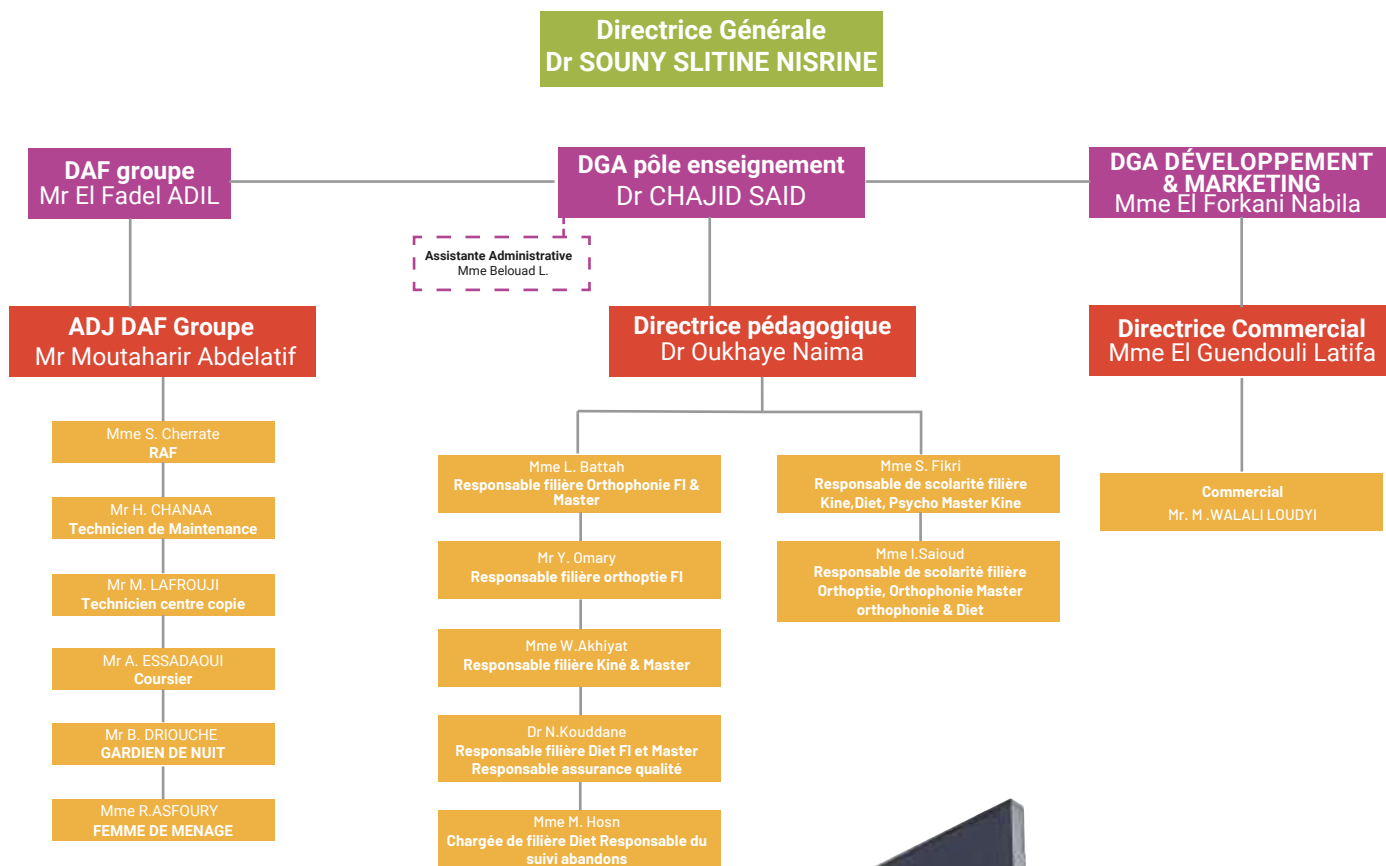 Directrice Générale
Dr SOUNY SLITINE NISRINE
DAF groupe
Mr El Fadel ADIL
DGA pôle enseignement
Dr CHAJID SAID
DGA DÉVELOPPEMENT
& MARKETING
Mme El Forkani Nabila
Assistante Administrative
Mme Belouad L.
ADJ DAF Groupe
Mr Moutaharir Abdelatif
Directrice pédagogique
Dr Oukhaye Naima
Directrice Commercial
Mme El Guendouli Latifa
Mme S. Cherrate
RAF
Mr H. CHANAA
Technicien de Maintenance
Mr M. LAFROUJI
Technicien centre copie
Mr A. ESSADAOUI
Coursier
Mr B. DRIOUCHE
GARDIEN DE NUIT
Mme R.ASFOURY
FEMME DE MENAGE
Mme L. Battah
Responsable filière Orthophonie FI &
Master
Mr Y. Omary
Responsable filière orthoptie FI
Mme W.Akhiyat
Responsable filière Kiné & Master
Dr N.Kouddane
Responsable filière Diet FI et Master
Responsable assurance qualité
Mme M. Hosn
Chargée de filière Diet Responsable du
suivi abandons
Mme S. Fikri
Responsable de scolarité filière
Kine,Diet, Psycho Master Kine
Mme I.Saioud
Responsable de scolarité filière
Orthoptie, Orthophonie Master
orthophonie & Diet
Commercial
Mr. M .WALALI LOUDYI